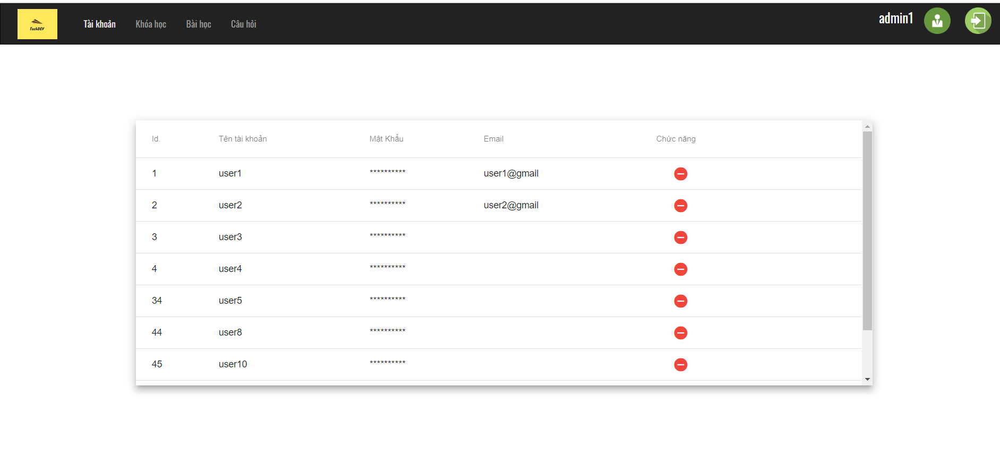 TechDEV Tài khoản Khóa học Bài học Câu hỏi admin1
Id. Tên tài khoản Mật Khẩu Email Chức năng
1 user1 ********** user1@gmail
2 user2 ********** user2@gmail
3 user3 **********
4 user4 **********
34 user5 **********
44 user8 **********
45 user10 **********